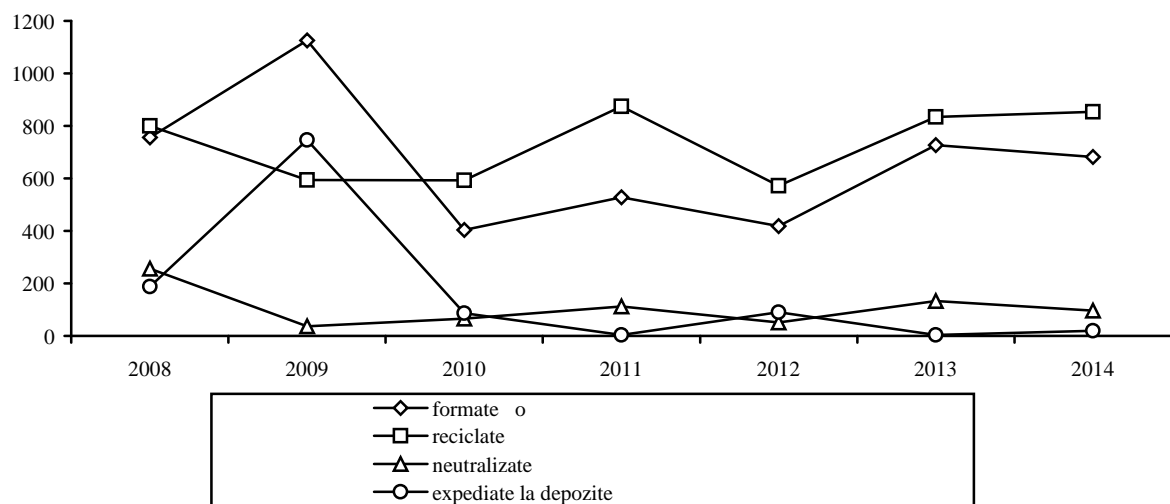 1200
1000
800
600
400
200
0
2008 2009 2010 2011 2012 2013 2014
formate o
reciclate
neutralizate
expediate la depozite